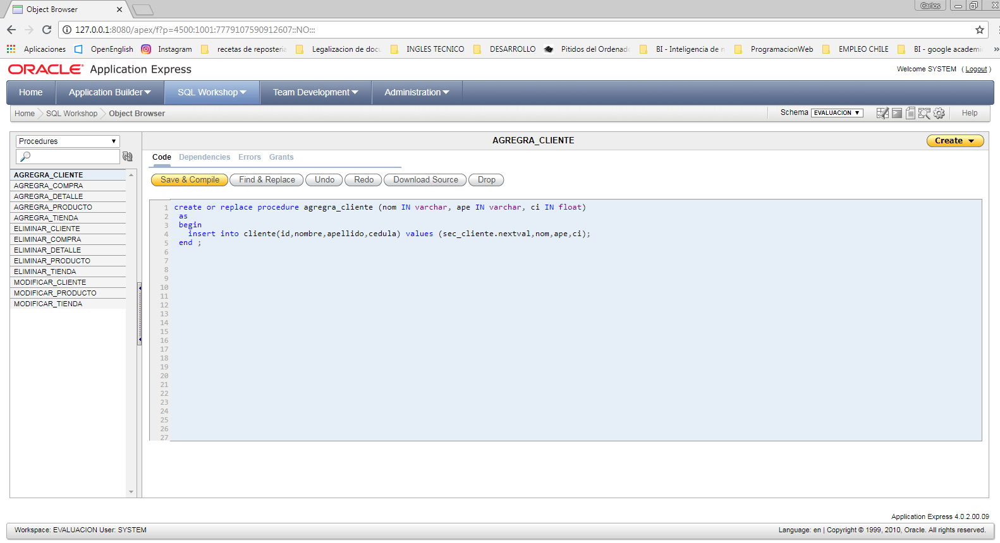 Object Browser
Carlos
127.0.0.1:8080/apex/f?p=4500:1001:7779107590912607::NO:::
Aplicaciones OpenEnglish Instagram recetas de reposteria Legalizacion de docu INGLES TECNICO DESARROLLO Pitidos del Ordenado BI - Inteligencia de n ProgramacionWeb EMPLEO CHILE BI - google academi »
ORACLE Application Express
Welcome SYSTEM ( Logout )
Home Application Builder SQL Workshop Team Development Administration
Home SQL Workshop Object Browser Schema EVALUACION Help
Procedures
AGREGRA_CLIENTE
Create
Code Dependencies Errors Grants
Save & Compile Find & Replace Undo Redo Download Source Drop
AGREGRA_CLIENTE
AGREGRA_COMPRA
AGREGRA_DETALLE
AGREGRA_PRODUCTO
AGREGRA_TIENDA
ELIMINAR_CLIENTE
ELIMINAR_COMPRA
ELIMINAR_DETALLE
ELIMINAR_PRODUCTO
ELIMINAR_TIENDA
MODIFICAR_CLIENTE
MODIFICAR_PRODUCTO
MODIFICAR_TIENDA
1 create or replace procedure agregra_cliente (nom IN varchar, ape IN varchar, ci IN float)
2 as
3 begin
4 insert into cliente(id,nombre,apellido,cedula) values (sec_cliente.nextval,nom,ape,ci);
5 end ;
6
7
8
9
10
11
12
13
14
15
16
17
18
19
20
21
22
23
24
25
26
27
Application Express 4.0.2.00.09
Workspace: EVALUACION User: SYSTEM
Language: en | Copyright © 1999, 2010, Oracle. All rights reserved.